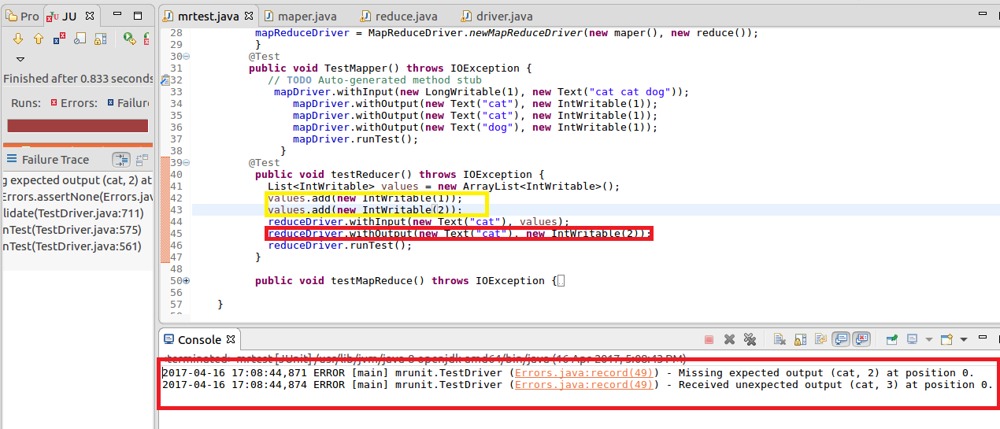 Pro JU
mrtest.java maper.java reduce.java driver.java
Finished after 0.833 seconds
Runs: Errors: Failure
Failure Trace
g expected output (cat, 2) at
Errors.assertNone(Errors.jav
lidate(TestDriver.java:711)
nTest(TestDriver.java:575)
nTest(TestDriver.java:561)
28 mapReduceDriver = MapReduceDriver.newMapReduceDriver(new maper(), new reduce());
29 }
30 @Test
31 public void TestMapper() throws IOException {
32 // TODO Auto-generated method stub
33 mapDriver.withInput(new LongWritable(1), new Text("cat cat dog"));
34 mapDriver.withOutput(new Text("cat"), new IntWritable(1));
35 mapDriver.withOutput(new Text("cat"), new IntWritable(1));
36 mapDriver.withOutput(new Text("dog"), new IntWritable(1));
37 mapDriver.runTest();
38 }
39 @Test
40 public void testReducer() throws IOException {
41 List<IntWritable> values = new ArrayList<IntWritable>();
42 values.add(new IntWritable(1));
43 values.add(new IntWritable(2));
44 reduceDriver.withInput(new Text("cat"), values);
45 reduceDriver.withOutput(new Text("cat"), new IntWritable(2));
46 reduceDriver.runTest();
47 }
48
50 public void testMapReduce() throws IOException {
56
57 }
Console
<terminated> mrtest [JUnit] /usr/lib/jvm/java-8-openjdk-amd64/bin/java (16 Apr 2017, 5:08:43 PM)
2017-04-16 17:08:44,871 ERROR [main] mrunit.TestDriver (Errors.java:record(49)) - Missing expected output (cat, 2) at position 0.
2017-04-16 17:08:44,874 ERROR [main] mrunit.TestDriver (Errors.java:record(49)) - Received unexpected output (cat, 3) at position 0.